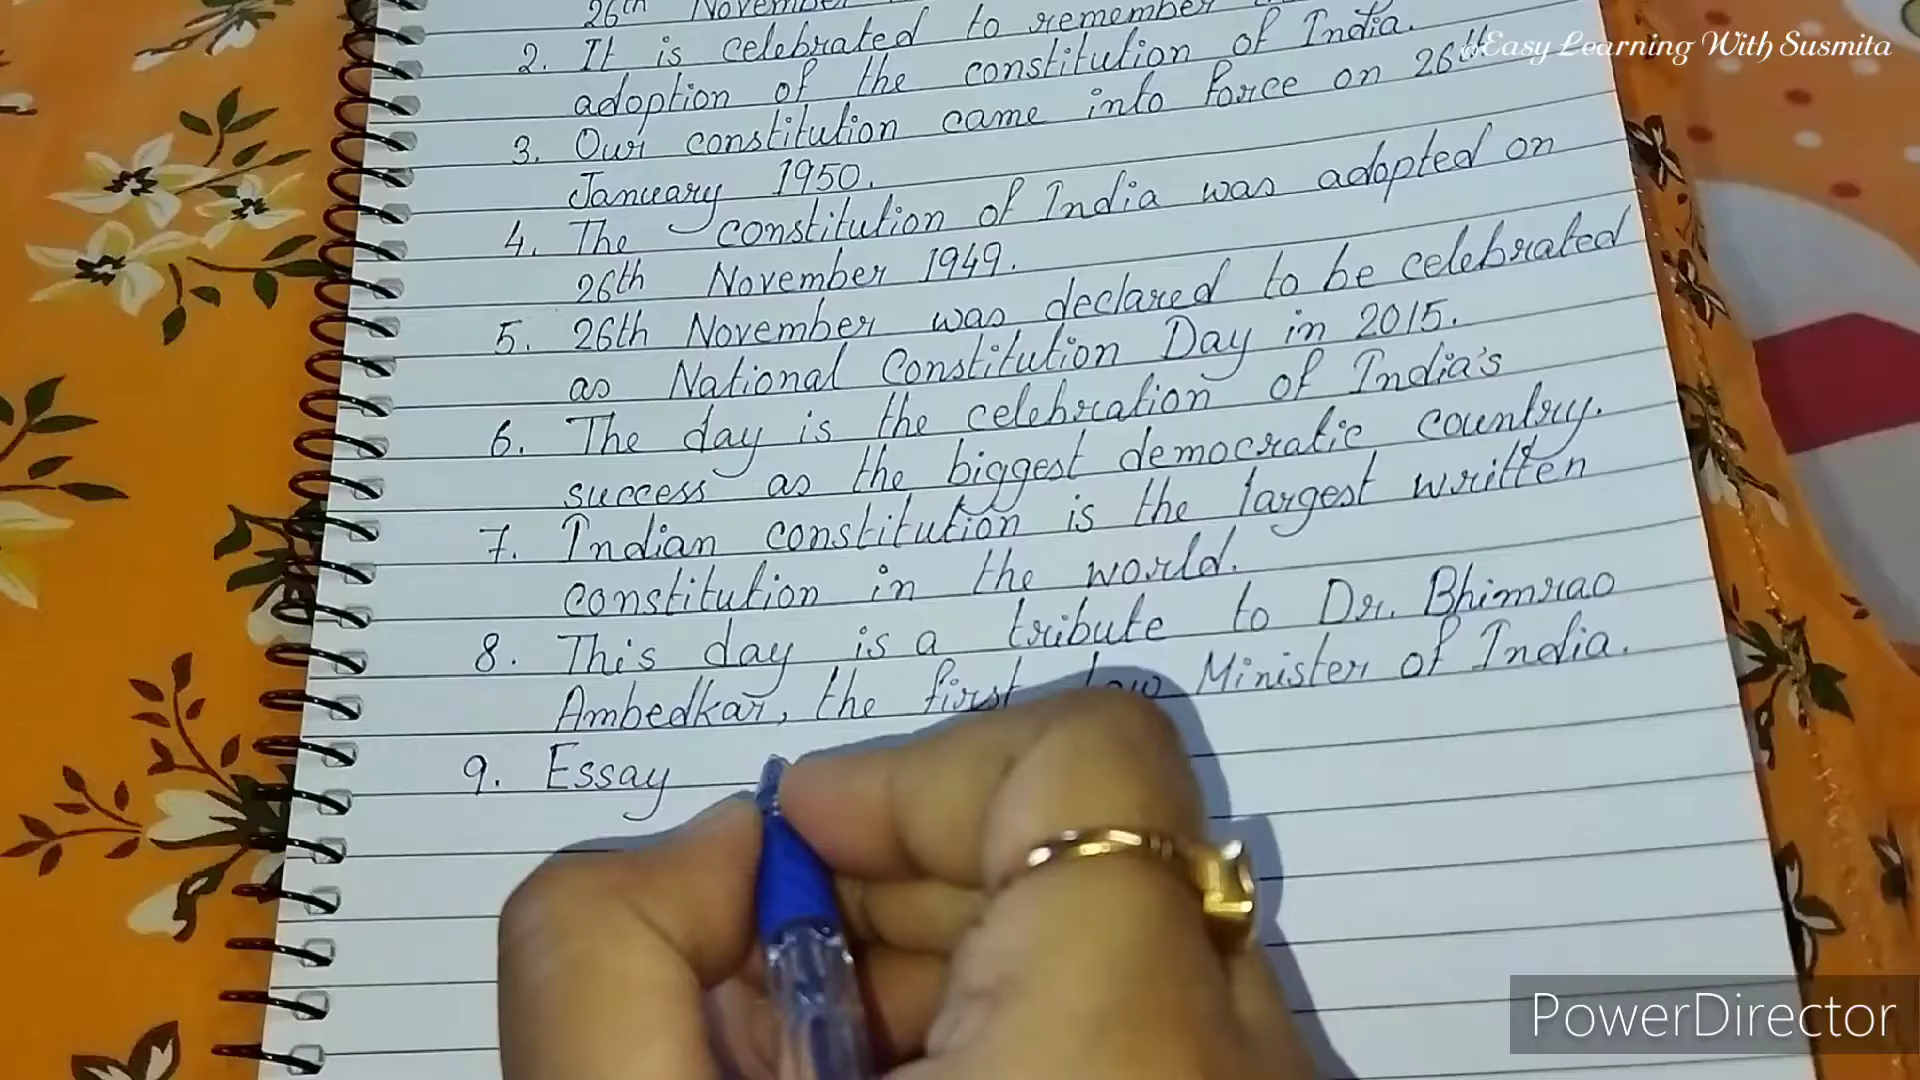 26th November
2. It is celebrated to remember
adoption of the constitution of India.
3. Our constitution came into force on 26th
January 1950.
4. The constitution of India was adopted on
26th November 1949.
5. 26th November was declared to be celebrated
as National Constitution Day in 2015.
6. The day is the celebration of India's
success as the biggest democratic country.
7. Indian constitution is the largest written
constitution in the world.
8. This day is a tribute to Dr. Bhimrao
Ambedkar, the first Law Minister of India.
9. Essay
@Easy Learning With Susmita
PowerDirector